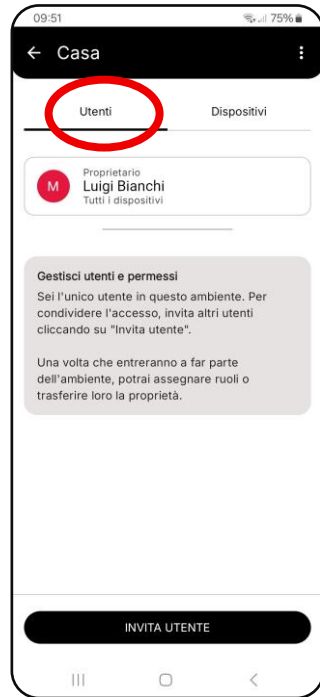 09:51 75%
Casa
Utenti Dispositivi
M
Proprietario
Luigi Bianchi
Tutti i dispositivi
Gestisci utenti e permessi
Sei l'unico utente in questo ambiente. Per
condividere l'accesso, invita altri utenti
cliccando su "Invita utente".
Una volta che entreranno a far parte
dell'ambiente, potrai assegnare ruoli o
trasferire loro la proprietà.
INVITA UTENTE